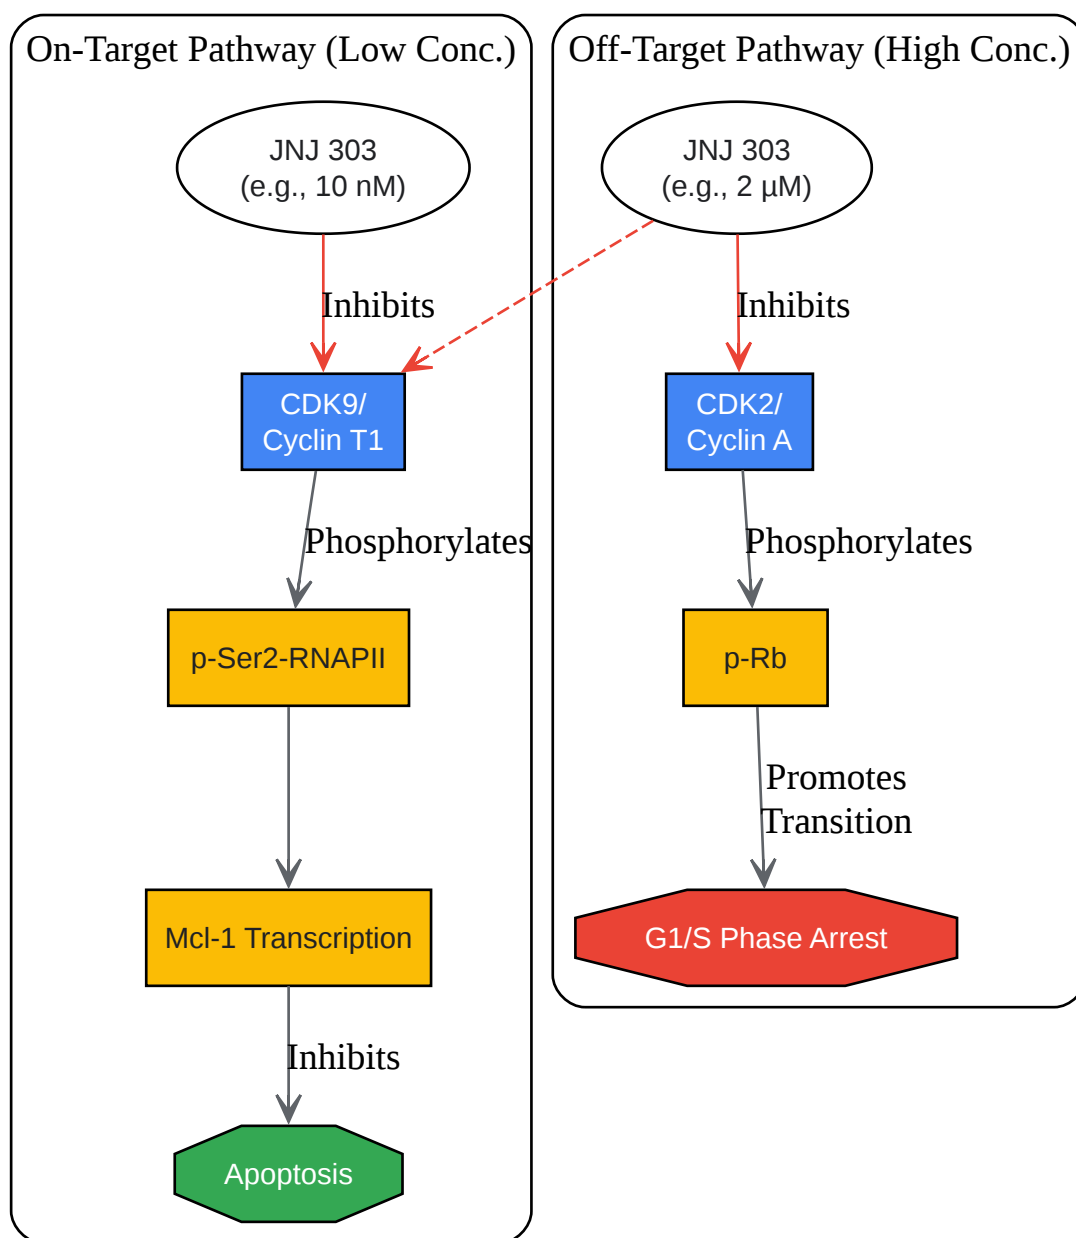 On-Target Pathway (Low Conc.)
JNJ 303
(e.g., 10 nM)
Inhibits
CDK9/
Cyclin T1
Phosphorylates
p-Ser2-RNAPII
Mcl-1 Transcription
Inhibits
Apoptosis
Off-Target Pathway (High Conc.)
JNJ 303
(e.g., 2 µM)
Inhibits
CDK2/
Cyclin A
Phosphorylates
p-Rb
Promotes
Transition
G1/S Phase Arrest